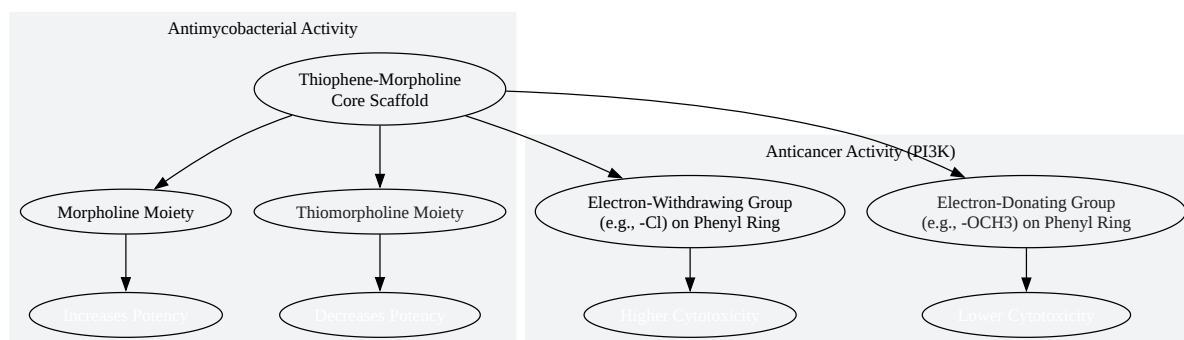 Antimycobacterial Activity
Thiophene-Morpholine
Core Scaffold
Anticancer Activity (PI3K)
Morpholine Moiety
Thiomorpholine Moiety
Electron-Withdrawing Group
(e.g., -Cl) on Phenyl Ring
Electron-Donating Group
(e.g., -OCH3) on Phenyl Ring
Increases Potency
Decreases Potency
Higher Cytotoxicity
Lower Cytotoxicity